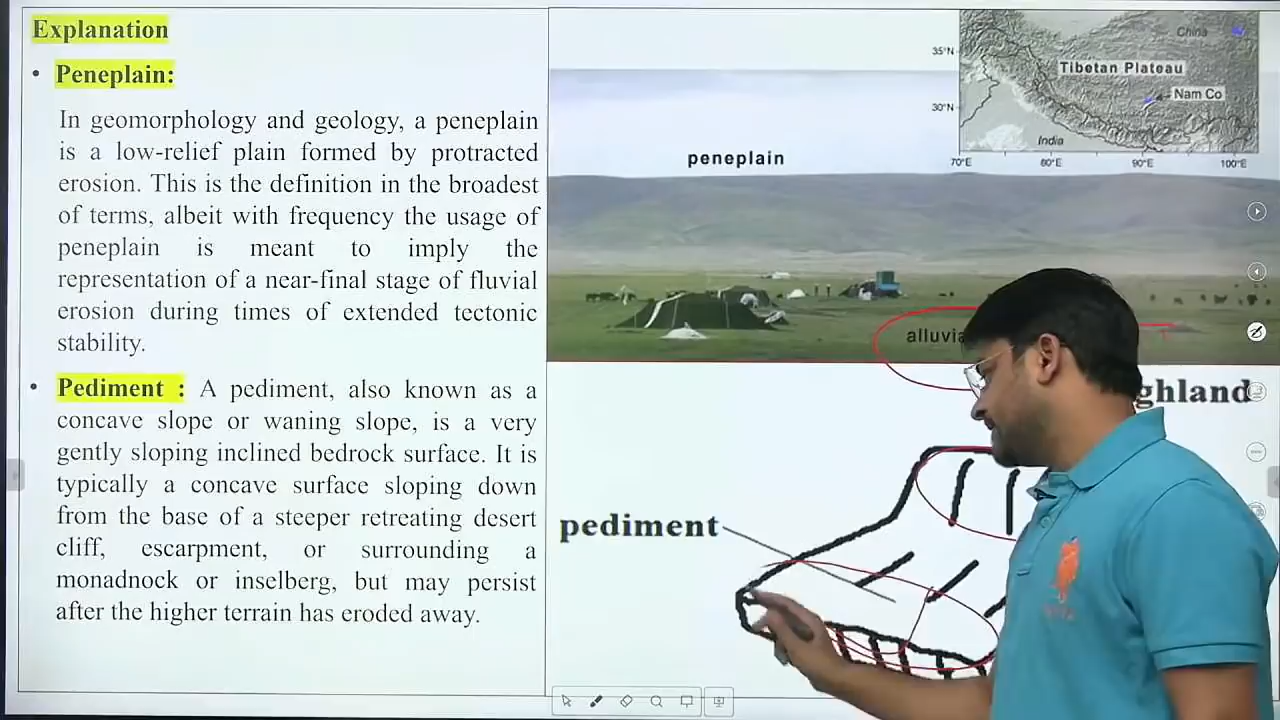 Explanation
• Peneplain:
In geomorphology and geology, a peneplain
is a low-relief plain formed by protracted
erosion. This is the definition in the broadest
of terms, albeit with frequency the usage of
peneplain is meant to imply the
representation of a near-final stage of fluvial
erosion during times of extended tectonic
stability.
• Pediment : A pediment, also known as a
concave slope or waning slope, is a very
gently sloping inclined bedrock surface. It is
typically a concave surface sloping down
from the base of a steeper retreating desert
cliff, escarpment, or surrounding a
monadnock or inselberg, but may persist
after the higher terrain has eroded away.
China
35°N
Tibetan Plateau
Nam Co
30°N
India
70°E 80°E 90°E 100°E
peneplain
alluvia
ghland
pediment